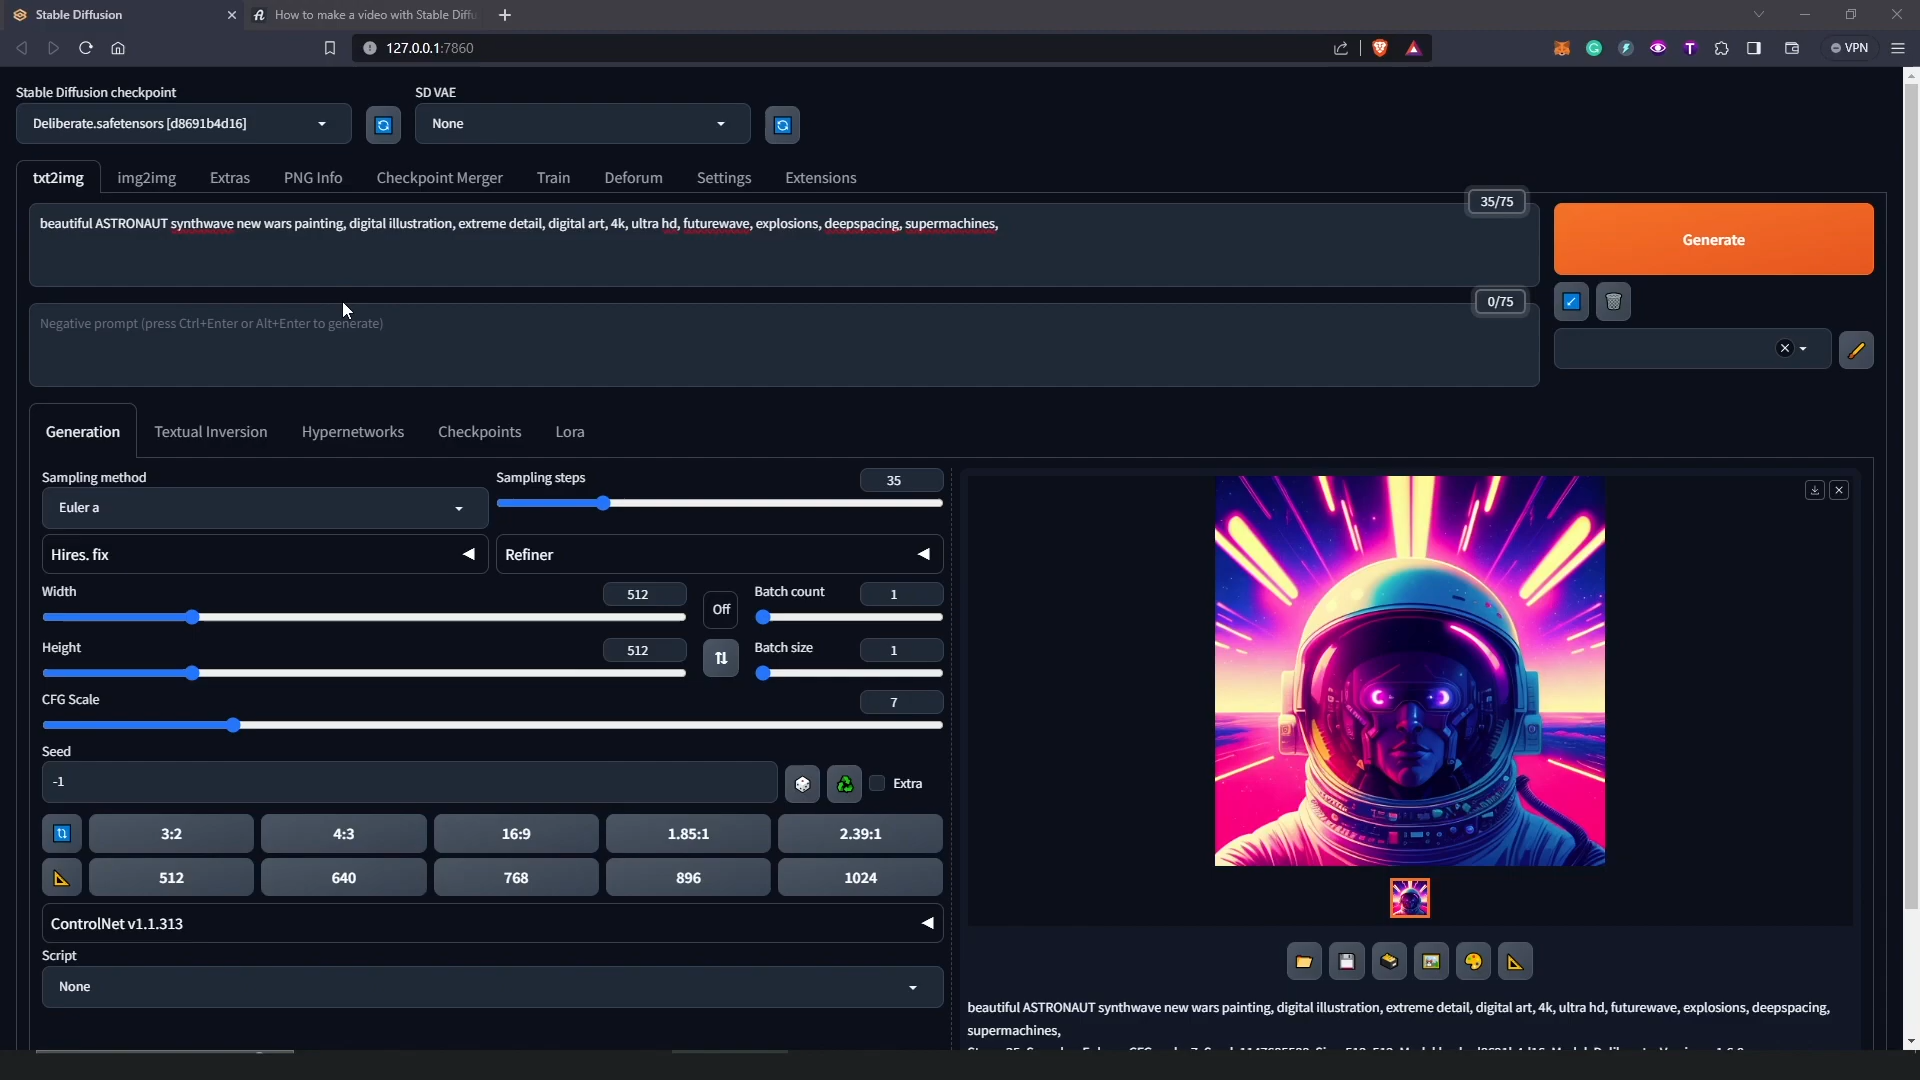 Stable Diffusion
How to make a video with Stable Diffu
127.0.0.1:7860
VPN
Stable Diffusion checkpoint
SD VAE
Deliberate.safetensors [d8691b4d16]
None
txt2img
img2img
Extras
PNG Info
Checkpoint Merger
Train
Deforum
Settings
Extensions
35/75
beautiful ASTRONAUT synthwave new wars painting, digital illustration, extreme detail, digital art, 4k, ultra hd, futurewave, explosions, deepspacing, supermachines,
Generate
0/75
Negative prompt (press Ctrl+Enter or Alt+Enter to generate)
Generation
Textual Inversion
Hypernetworks
Checkpoints
Lora
Sampling method
Sampling steps
35
Euler a
Hires. fix
Refiner
Width
512
Off
Batch count
1
Height
512
Batch size
1
CFG Scale
7
Seed
-1
Extra
3:2
4:3
16:9
1.85:1
2.39:1
512
640
768
896
1024
ControlNet v1.1.313
Script
None
beautiful ASTRONAUT synthwave new wars painting, digital illustration, extreme detail, digital art, 4k, ultra hd, futurewave, explosions, deepspacing,
supermachines,